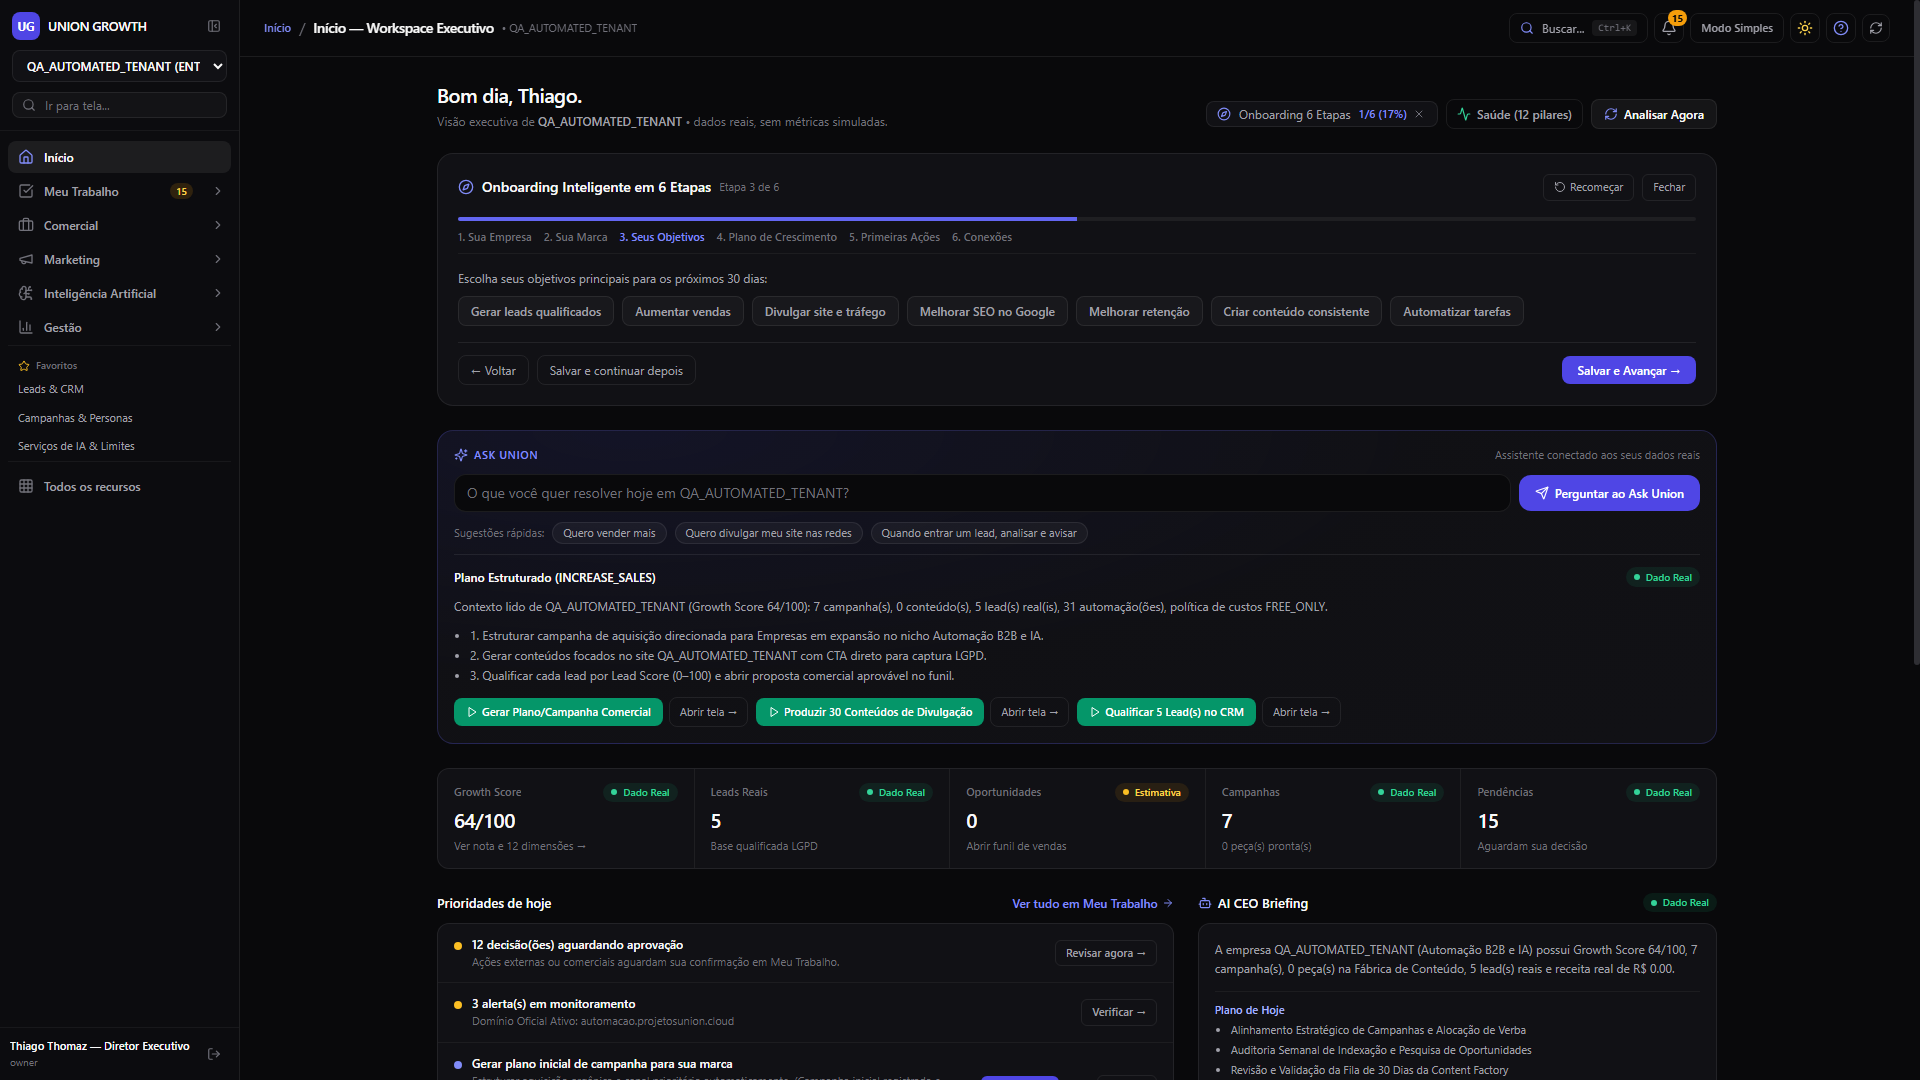 UG UNION GROWTH
QA_AUTOMATED_TENANT (ENT
Ir para tela...
Início
Meu Trabalho 15
Comercial
Marketing
Inteligência Artificial
Gestão
Favoritos
Leads & CRM
Campanhas & Personas
Serviços de IA & Limites
Todos os recursos
Thiago Thomaz — Diretor Executivo
owner
Início / Início — Workspace Executivo • QA_AUTOMATED_TENANT
Buscar... Ctrl+K 15 Modo Simples
Bom dia, Thiago.
Visão executiva de QA_AUTOMATED_TENANT • dados reais, sem métricas simuladas.
Onboarding 6 Etapas 1/6 (17%) × Saúde (12 pilares) Analisar Agora
Onboarding Inteligente em 6 Etapas Etapa 3 de 6 Recomeçar Fechar
1. Sua Empresa 2. Sua Marca 3. Seus Objetivos 4. Plano de Crescimento 5. Primeiras Ações 6. Conexões
Escolha seus objetivos principais para os próximos 30 dias:
Gerar leads qualificados Aumentar vendas Divulgar site e tráfego Melhorar SEO no Google Melhorar retenção Criar conteúdo consistente Automatizar tarefas
← Voltar Salvar e continuar depois Salvar e Avançar →
ASK UNION Assistente conectado aos seus dados reais
O que você quer resolver hoje em QA_AUTOMATED_TENANT? Perguntar ao Ask Union
Sugestões rápidas: Quero vender mais Quero divulgar meu site nas redes Quando entrar um lead, analisar e avisar
Plano Estruturado (INCREASE_SALES) Dado Real
Contexto lido de QA_AUTOMATED_TENANT (Growth Score 64/100): 7 campanha(s), 0 conteúdo(s), 5 lead(s) real(is), 31 automação(ões), política de custos FREE_ONLY.
• 1. Estruturar campanha de aquisição direcionada para Empresas em expansão no nicho Automação B2B e IA.
• 2. Gerar conteúdos focados no site QA_AUTOMATED_TENANT com CTA direto para captura LGPD.
• 3. Qualificar cada lead por Lead Score (0–100) e abrir proposta comercial aprovável no funil.
Gerar Plano/Campanha Comercial Abrir tela → Produzir 30 Conteúdos de Divulgação Abrir tela → Qualificar 5 Lead(s) no CRM Abrir tela →
Growth Score Dado Real Leads Reais Dado Real Oportunidades Estimativa Campanhas Dado Real Pendências Dado Real
64/100 5 0 7 15
Ver nota e 12 dimensões → Base qualificada LGPD Abrir funil de vendas 0 peça(s) pronta(s) Aguardam sua decisão
Prioridades de hoje Ver tudo em Meu Trabalho →
12 decisão(ões) aguardando aprovação
Ações externas ou comerciais aguardam sua confirmação em Meu Trabalho.
Revisar agora →
3 alerta(s) em monitoramento
Domínio Oficial Ativo: automacao.projetosunion.cloud
Verificar →
Gerar plano inicial de campanha para sua marca
AI CEO Briefing Dado Real
A empresa QA_AUTOMATED_TENANT (Automação B2B e IA) possui Growth Score 64/100, 7
campanha(s), 0 peça(s) na Fábrica de Conteúdo, 5 lead(s) reais e receita real de R$ 0.00.
Plano de Hoje
• Alinhamento Estratégico de Campanhas e Alocação de Verba
• Auditoria Semanal de Indexação e Pesquisa de Oportunidades
• Revisão e Validação da Fila de 30 Dias da Content Factory